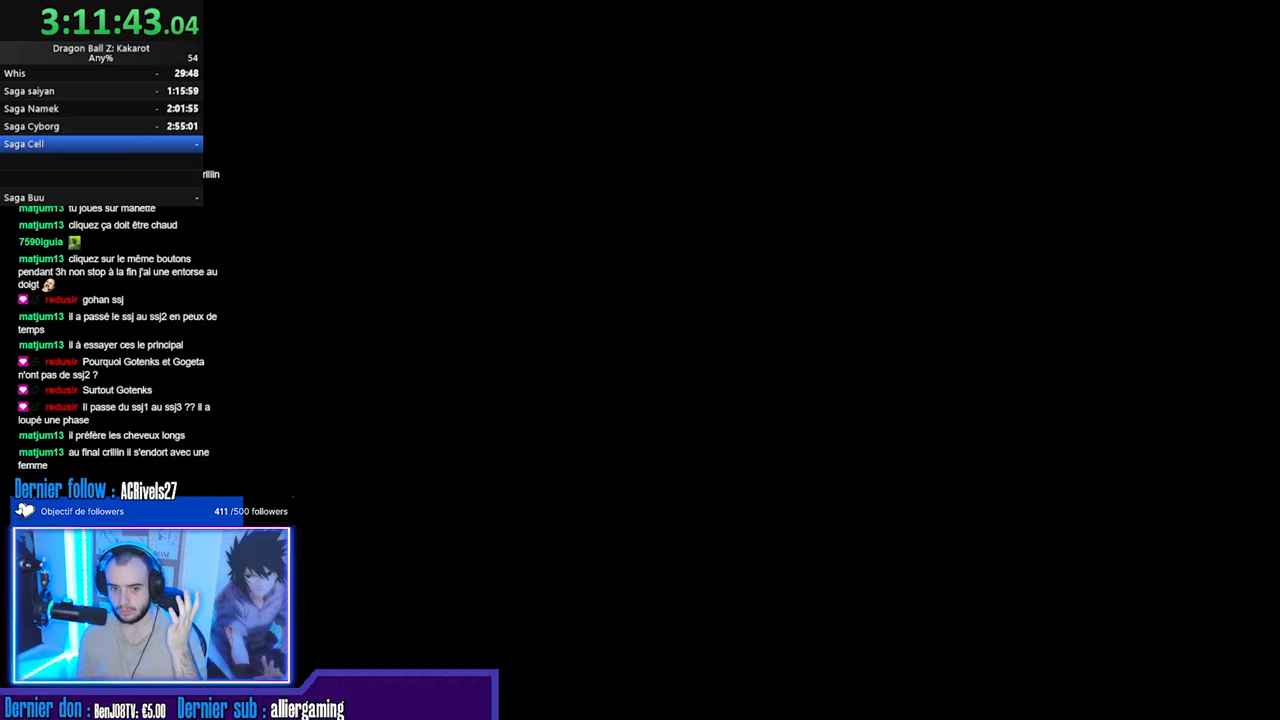 3:11:43.04
Dragon Ball Z: Kakarot
Any% 54
Whis - 29:48
Saga saiyan - 1:15:59
Saga Namek - 2:01:55
Saga Cyborg - 2:55:01
Saga Cell -
rillin
Saga Buu -
matjum13 tu joues sur manette
matjum13 cliquez ça doit être chaud
7590iguia
matjum13 cliquez sur le même boutons
pendant 3h non stop à la fin j'ai une entorse au
doigt
redusir gohan ssj
matjum13 il a passé le ssj au ssj2 en peux de
temps
matjum13 il à essayer ces le principal
redusir Pourquoi Gotenks et Gogeta
n'ont pas de ssj2 ?
redusir Surtout Gotenks
redusir Il passe du ssj1 au ssj3 ?? il a
loupé une phase
matjum13 il préfère les cheveux longs
matjum13 au final crillin il s'endort avec une
femme
Dernier follow : ACRivels27
Objectif de followers 411 /500 followers
Dernier don : BenJ08TV: €5.00 Dernier sub : alliergaming